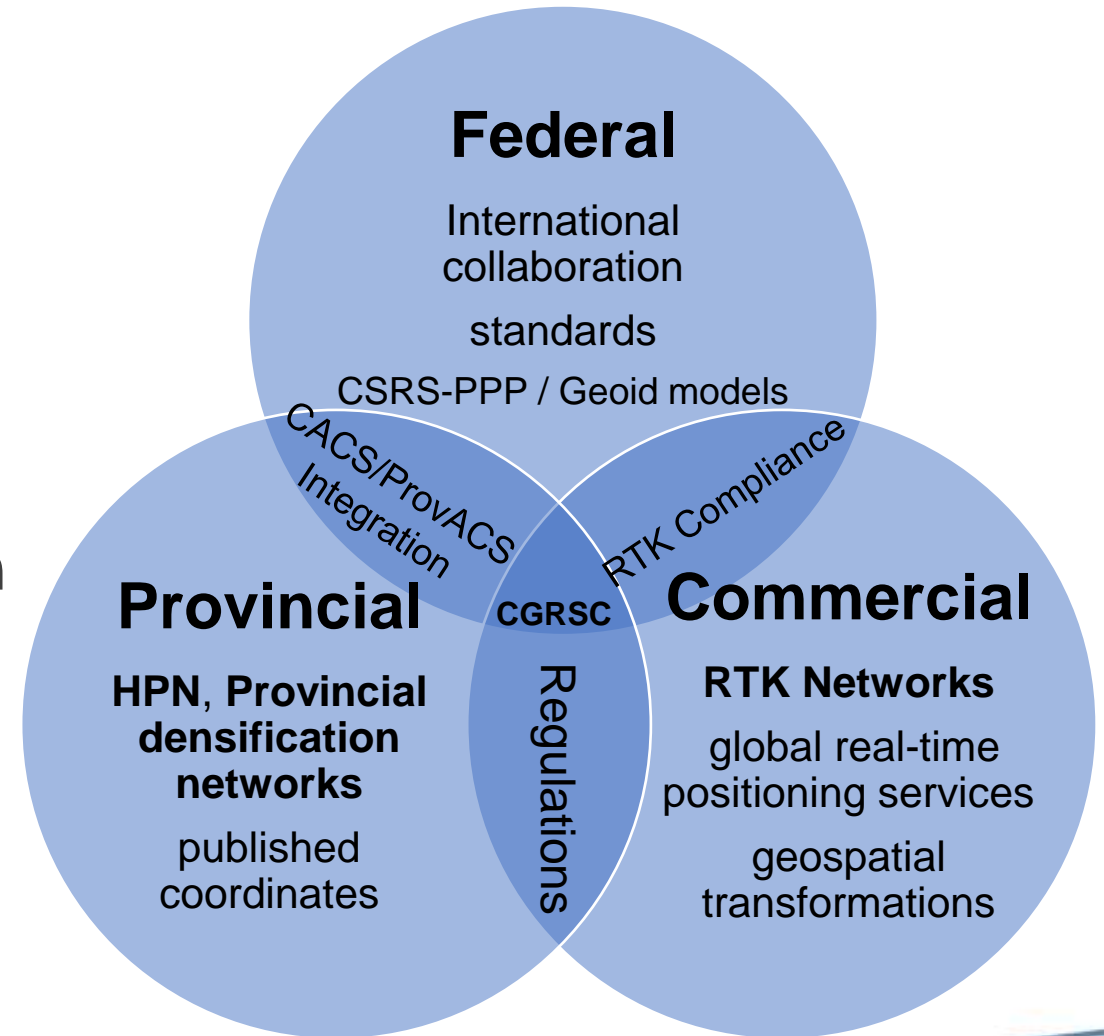 Federal
International
collaboration
standards
CSRS-PPP / Geoid models
CACS/ProvACS
Integration
RTK Compliance
CGRSC
Regulations
Provincial
HPN, Provincial
densification
networks
published
coordinates
Commercial
RTK Networks
global real-time
positioning services
geospatial
transformations